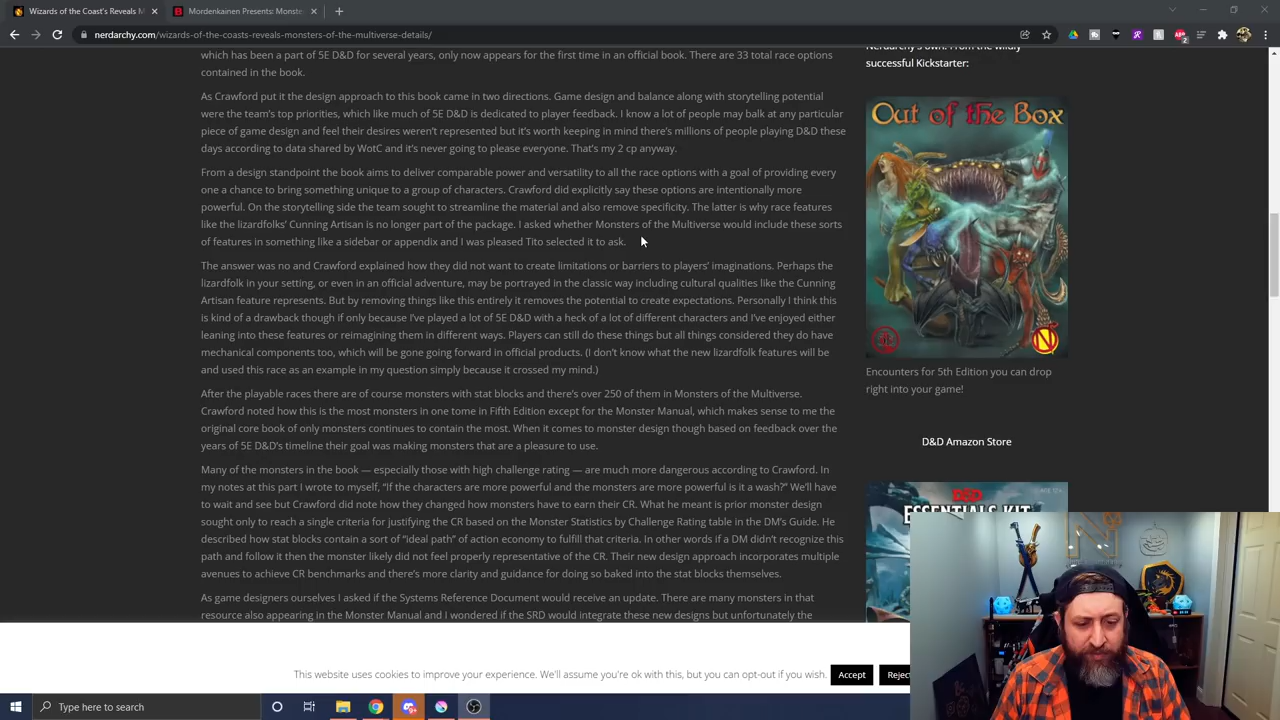 Wizards of the Coast's Reveals M
Mordenkainen Presents: Monste
nerdarchy.com/wizards-of-the-coasts-reveals-monsters-of-the-multiverse-details/
which has been a part of 5E D&D for several years, only now appears for the first time in an official book. There are 33 total race options
contained in the book.
As Crawford put it the design approach to this book came in two directions. Game design and balance along with storytelling potential
were the team's top priorities, which like much of 5E D&D is dedicated to player feedback. I know a lot of people may balk at any particular
piece of game design and feel their desires weren't represented but it's worth keeping in mind there's millions of people playing D&D these
days according to data shared by WotC and it's never going to please everyone. That's my 2 cp anyway.
From a design standpoint the book aims to deliver comparable power and versatility to all the race options with a goal of providing every
one a chance to bring something unique to a group of characters. Crawford did explicitly say these options are intentionally more
powerful. On the storytelling side the team sought to streamline the material and also remove specificity. The latter is why race features
like the lizardfolks' Cunning Artisan is no longer part of the package. I asked whether Monsters of the Multiverse would include these sorts
of features in something like a sidebar or appendix and I was pleased Tito selected it to ask.
The answer was no and Crawford explained how they did not want to create limitations or barriers to players' imaginations. Perhaps the
lizardfolk in your setting, or even in an official adventure, may be portrayed in the classic way including cultural qualities like the Cunning
Artisan feature represents. But by removing things like this entirely it removes the potential to create expectations. Personally I think this
is kind of a drawback though if only because I've played a lot of 5E D&D with a heck of a lot of different characters and I've enjoyed either
leaning into these features or reimagining them in different ways. Players can still do these things but all things considered they do have
mechanical components too, which will be gone going forward in official products. (I don't know what the new lizardfolk features will be
and used this race as an example in my question simply because it crossed my mind.)
After the playable races there are of course monsters with stat blocks and there's over 250 of them in Monsters of the Multiverse.
Crawford noted how this is the most monsters in one tome in Fifth Edition except for the Monster Manual, which makes sense to me the
original core book of only monsters continues to contain the most. When it comes to monster design though based on feedback over the
years of 5E D&D's timeline their goal was making monsters that are a pleasure to use.
Many of the monsters in the book — especially those with high challenge rating — are much more dangerous according to Crawford. In
my notes at this part I wrote to myself, "If the characters are more powerful and the monsters are more powerful is it a wash?" We'll have
to wait and see but Crawford did note how they changed how monsters have to earn their CR. What he meant is prior monster design
sought only to reach a single criteria for justifying the CR based on the Monster Statistics by Challenge Rating table in the DM's Guide. He
described how stat blocks contain a sort of "ideal path" of action economy to fulfill that criteria. In other words if a DM didn't recognize this
path and follow it then the monster likely did not feel properly representative of the CR. Their new design approach incorporates multiple
avenues to achieve CR benchmarks and there's more clarity and guidance for doing so baked into the stat blocks themselves.
As game designers ourselves I asked if the Systems Reference Document would receive an update. There are many monsters in that
resource also appearing in the Monster Manual and I wondered if the SRD would integrate these new designs but unfortunately the
Nerdarchy's own! From the wildly
successful Kickstarter:
Out of the Box
Encounters for 5th Edition you can drop
right into your game!
D&D Amazon Store
D&D
ESSENTIALS KIT
This website uses cookies to improve your experience. We'll assume you're ok with this, but you can opt-out if you wish.
Accept
Reject
Type here to search